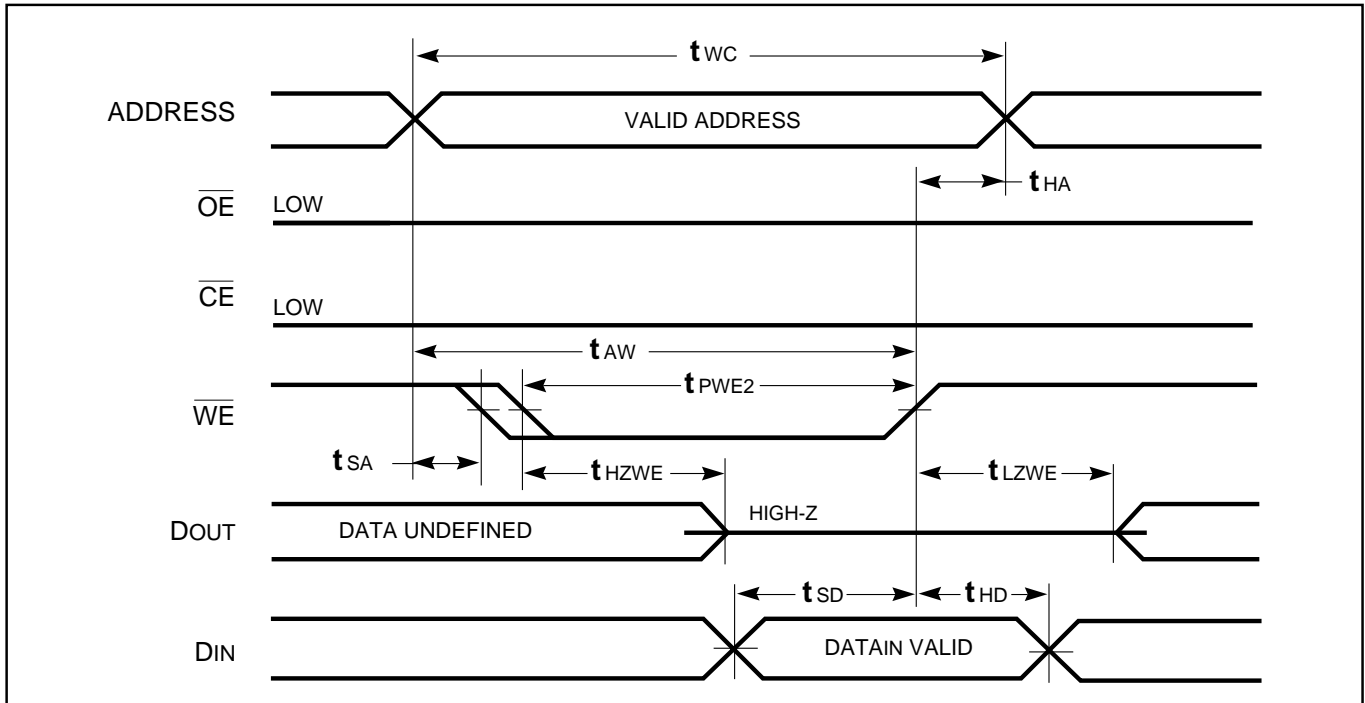 tWC
ADDRESS
VALID ADDRESS
tHA
OE
LOW
CE
LOW
tAW
tPWE2
WE
tSA
tHZWE
tLZWE
DOUT
DATA UNDEFINED
HIGH-Z
tSD
tHD
DIN
DATAIN VALID